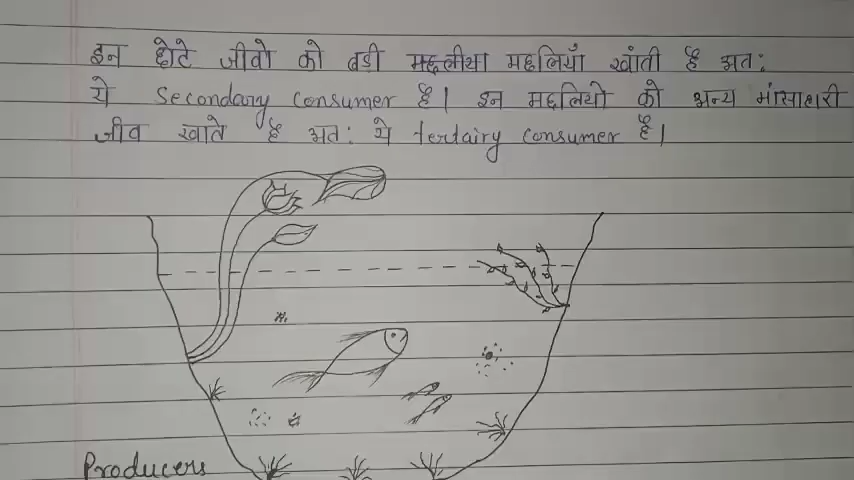 इन छोटे जीवो को बडी मछलीया मछलियाँ खाती है अत:
ये Secondary consumer है। इन मछलियो को अन्य मांसाहारी
जीव खाते है अत: ये tertairy consumer है।
Producers